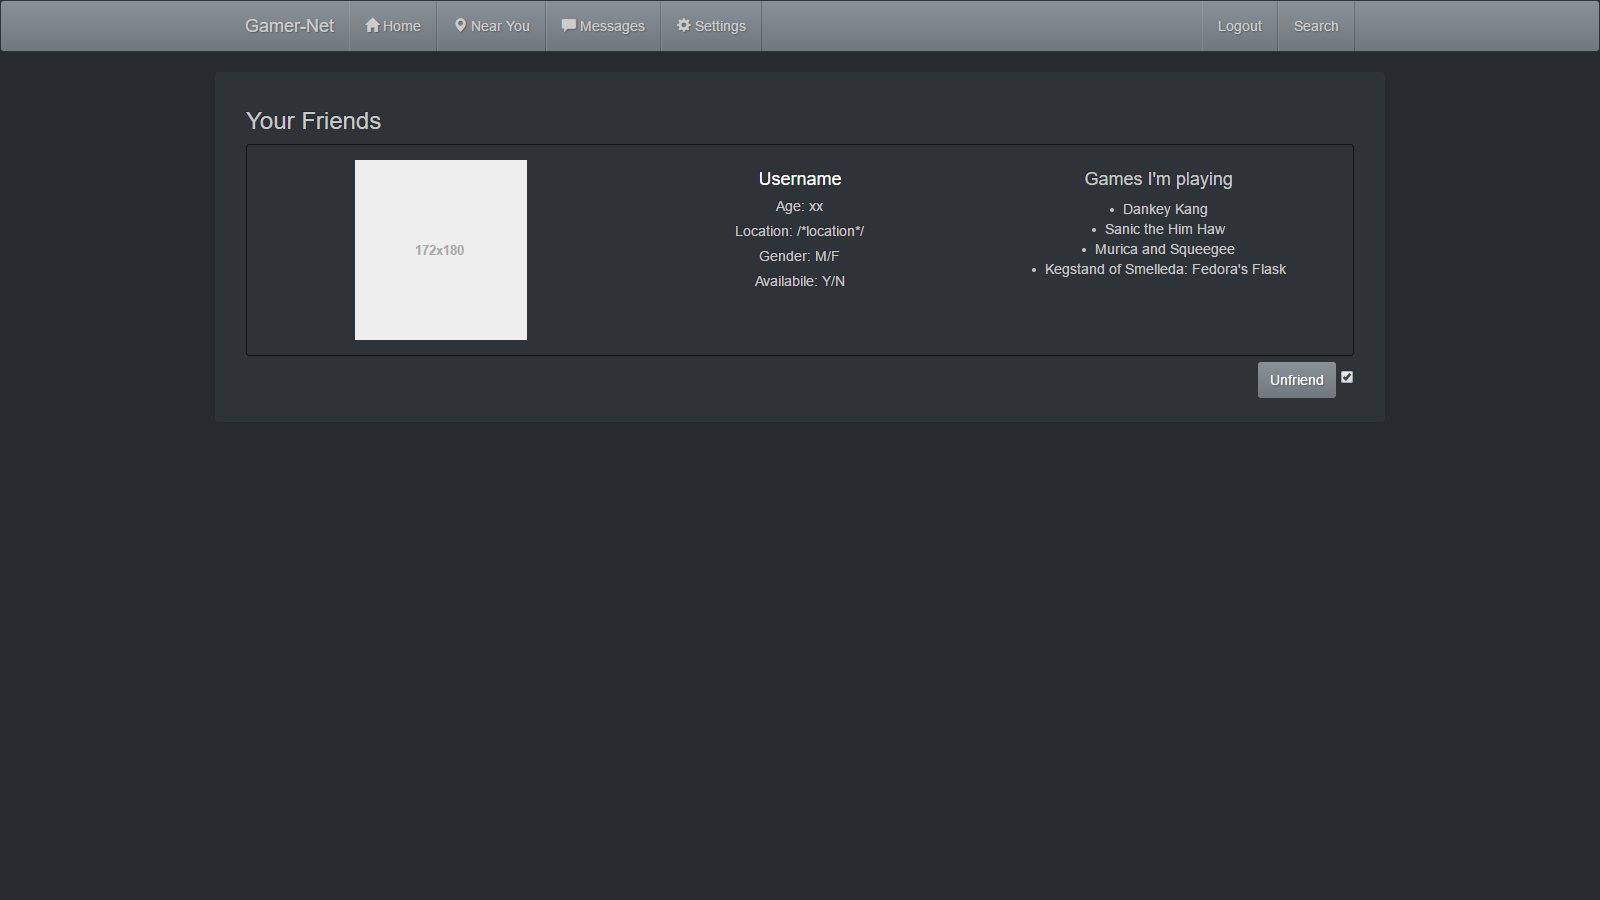 Gamer-Net Home Near You Messages Settings Logout Search
Your Friends
172x180
Username
Age: xx
Location: /*location*/
Gender: M/F
Availabile: Y/N
Games I'm playing
• Dankey Kang
• Sanic the Him Haw
• Murica and Squeegee
• Kegstand of Smelleda: Fedora's Flask
Unfriend